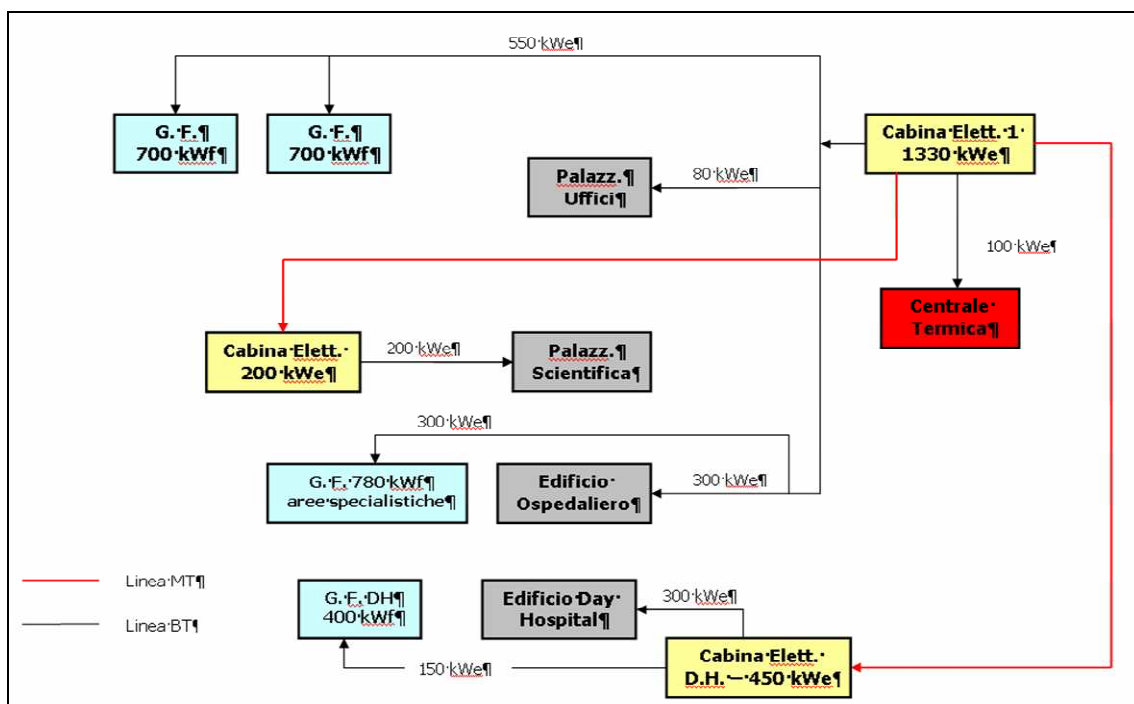 550·kWe¶
G.·F.¶
700·kWf¶
G.·F.¶
700·kWf¶
Cabina·Elett.·1·
1330·kWe¶
Palazz.¶
Uffici¶
80·kWe¶
100·kWe¶
Centrale·
Termica¶
Cabina·Elett.·
200·kWe¶
200·kWe¶
Palazz.¶
Scientifica¶
300·kWe¶
G.·F.·780·kWf¶
aree·specialistiche¶
Edificio·
Ospedaliero¶
300·kWe¶
Linea·MT¶
Linea·BT¶
G.·F.·DH¶
400·kWf¶
Edificio·Day·
Hospital¶
300·kWe¶
150·kWe¶
Cabina·Elett.·
D.H.·–·450·kWe¶